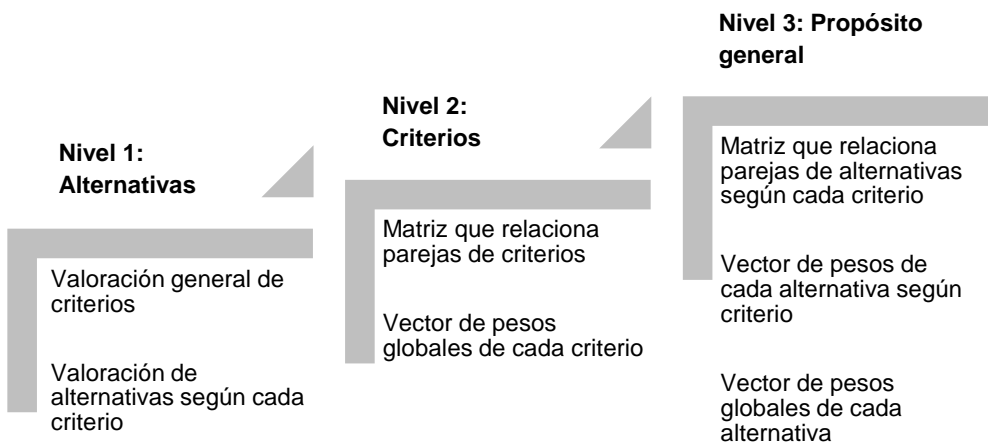 Nivel 1:
Alternativas
Valoración general de
criterios
Valoración de
alternativas según cada
criterio
Nivel 2:
Criterios
Matriz que relaciona
parejas de criterios
Vector de pesos
globales de cada criterio
Nivel 3: Propósito
general
Matriz que relaciona
parejas de alternativas
según cada criterio
Vector de pesos de
cada alternativa según
criterio
Vector de pesos
globales de cada
alternativa